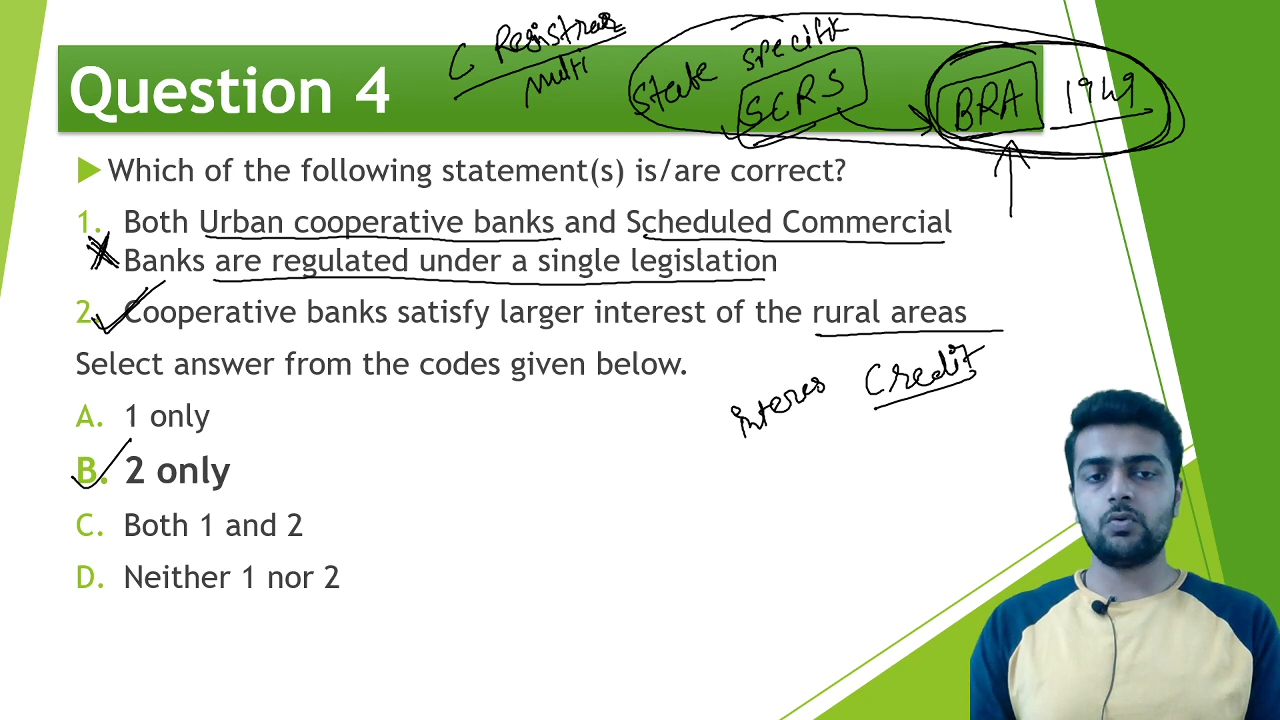 C Registrar
multi
State specific
SCRS
BRA 1949
Question 4
Which of the following statement(s) is/are correct?
1. Both Urban cooperative banks and Scheduled Commercial
Banks are regulated under a single legislation
2. Cooperative banks satisfy larger interest of the rural areas
Select answer from the codes given below.
interes Credit
A. 1 only
B. 2 only
C. Both 1 and 2
D. Neither 1 nor 2